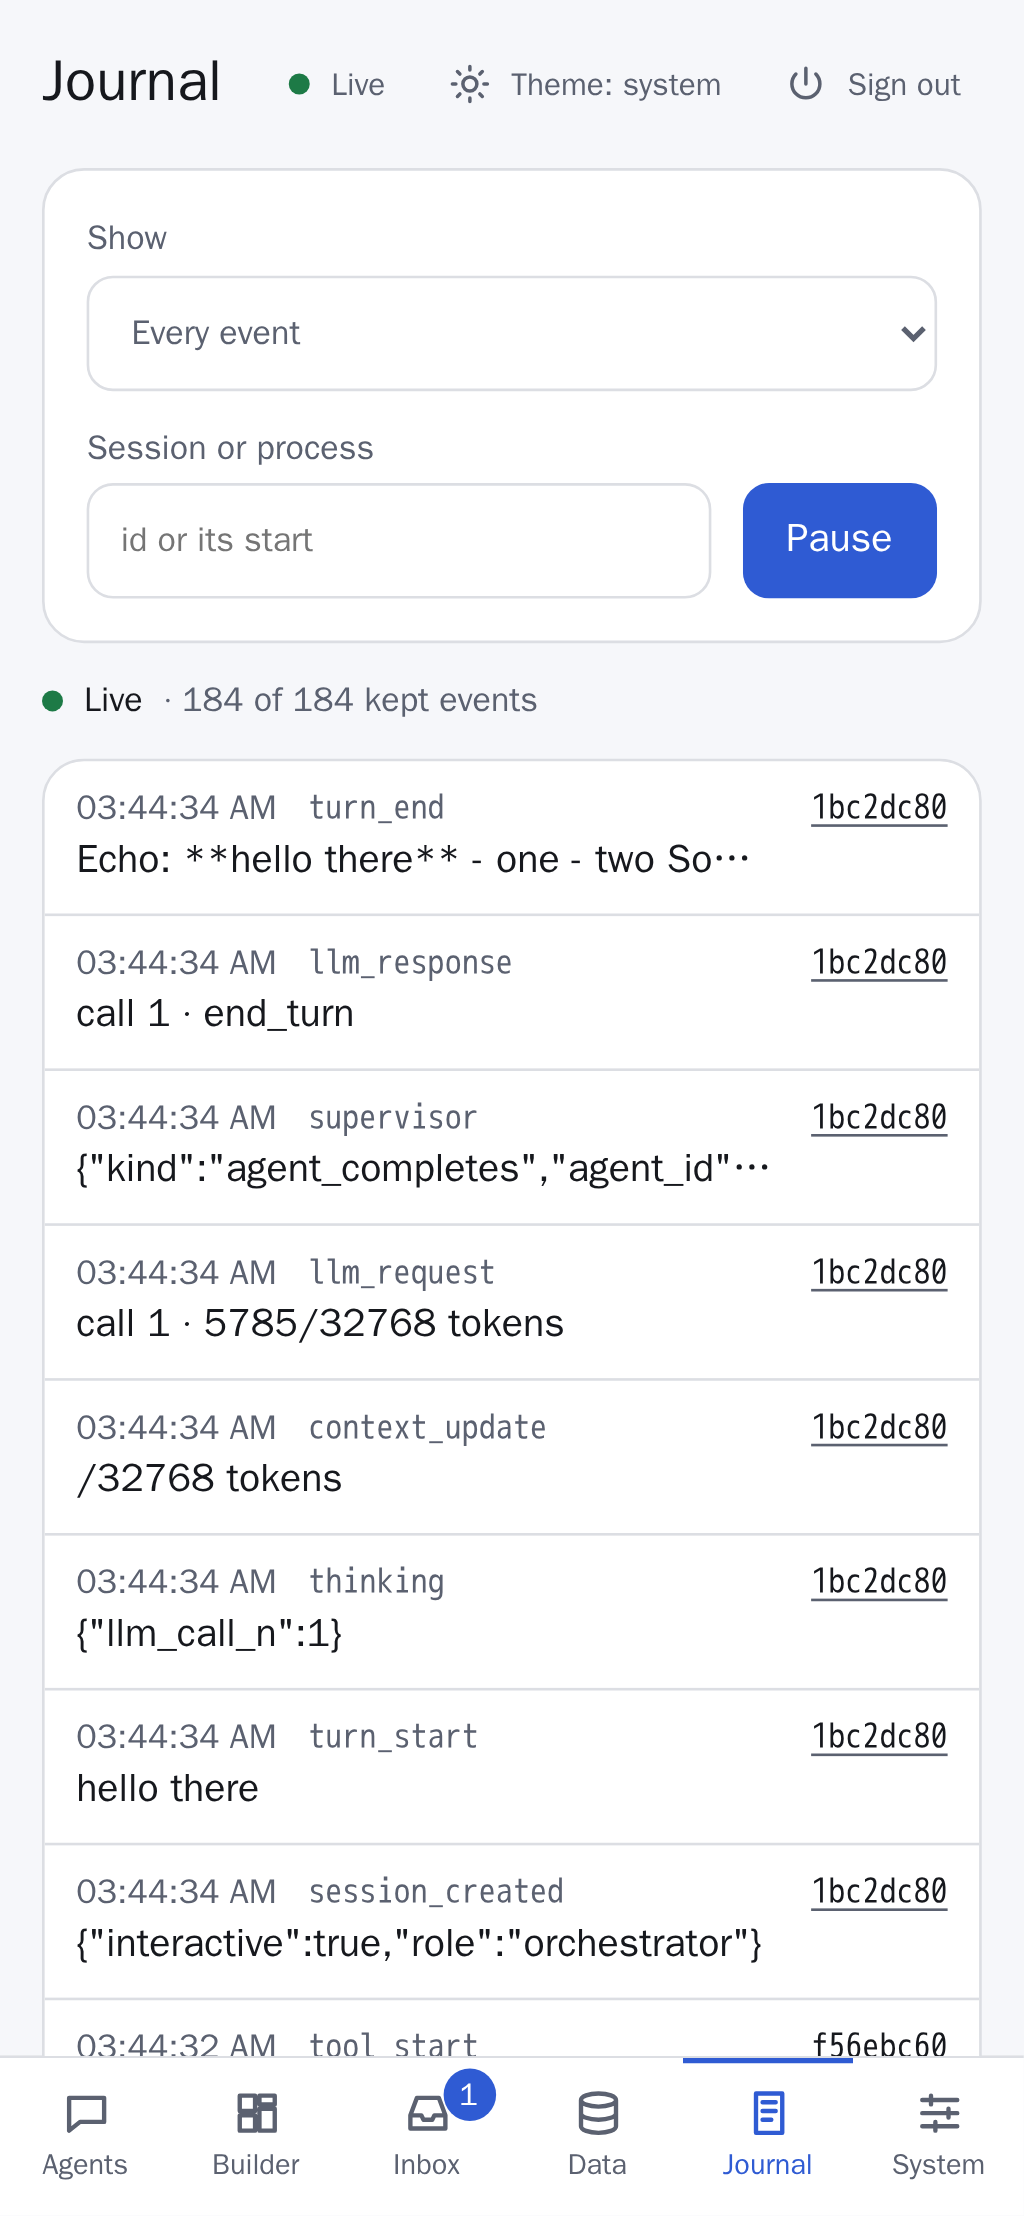 Journal Live Theme: system Sign out
Show
Every event
Session or process
id or its start Pause
Live · 184 of 184 kept events
03:44:34 AM turn_end 1bc2dc80
Echo: **hello there** - one - two So…
03:44:34 AM llm_response 1bc2dc80
call 1 · end_turn
03:44:34 AM supervisor 1bc2dc80
{"kind":"agent_completes","agent_id"…
03:44:34 AM llm_request 1bc2dc80
call 1 · 5785/32768 tokens
03:44:34 AM context_update 1bc2dc80
/32768 tokens
03:44:34 AM thinking 1bc2dc80
{"llm_call_n":1}
03:44:34 AM turn_start 1bc2dc80
hello there
03:44:34 AM session_created 1bc2dc80
{"interactive":true,"role":"orchestrator"}
03:44:32 AM tool_start f56ebc60
1
Agents Builder Inbox Data Journal System